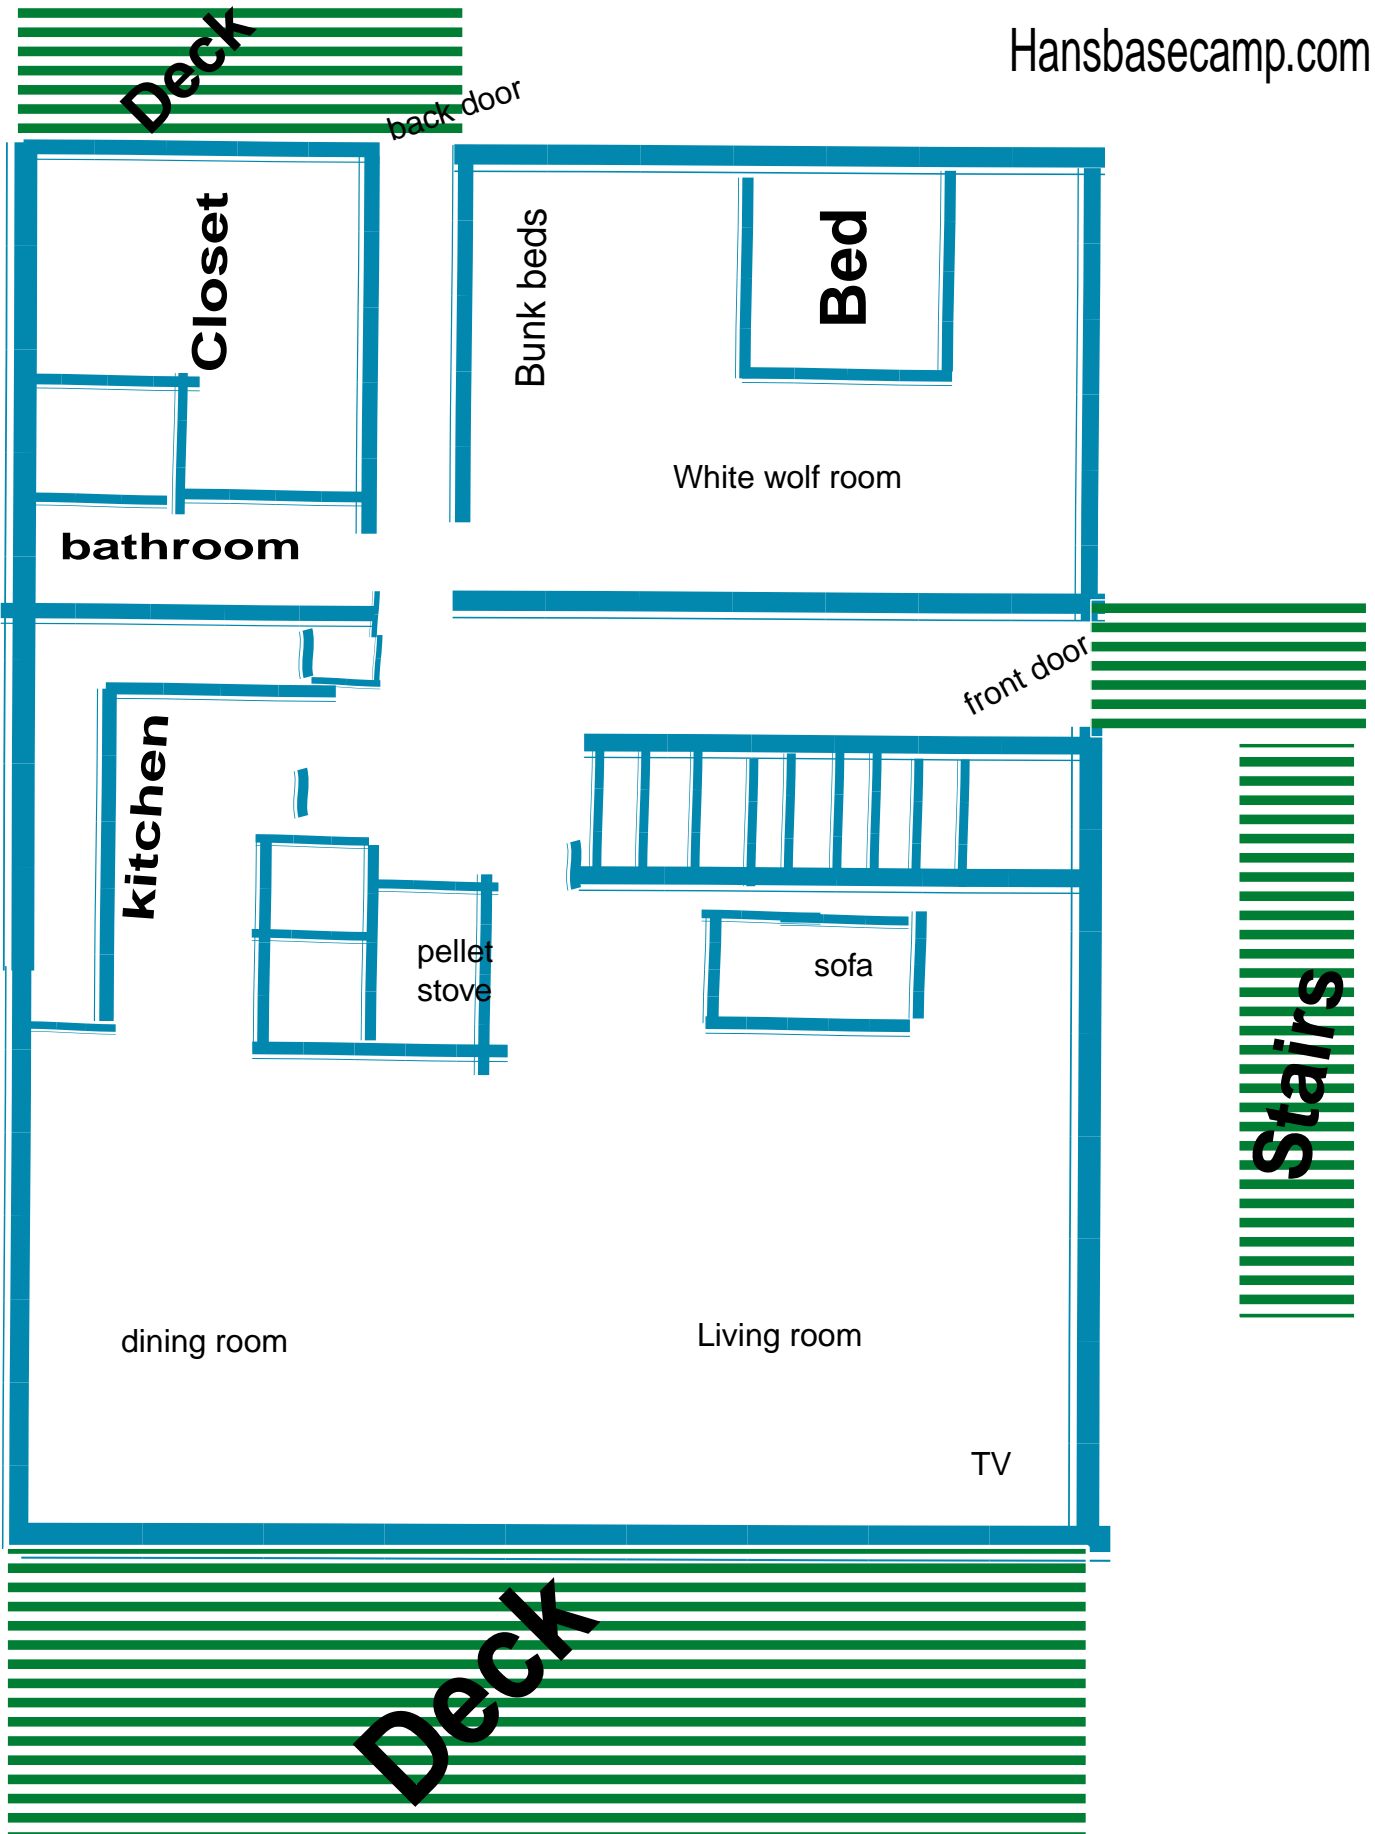 Deck
Hansbasecamp.com
back door
Closet
Bunk beds
Bed
White wolf room
bathroom
front door
kitchen
pellet
stove
sofa
Stairs
dining room
Living room
TV
Deck